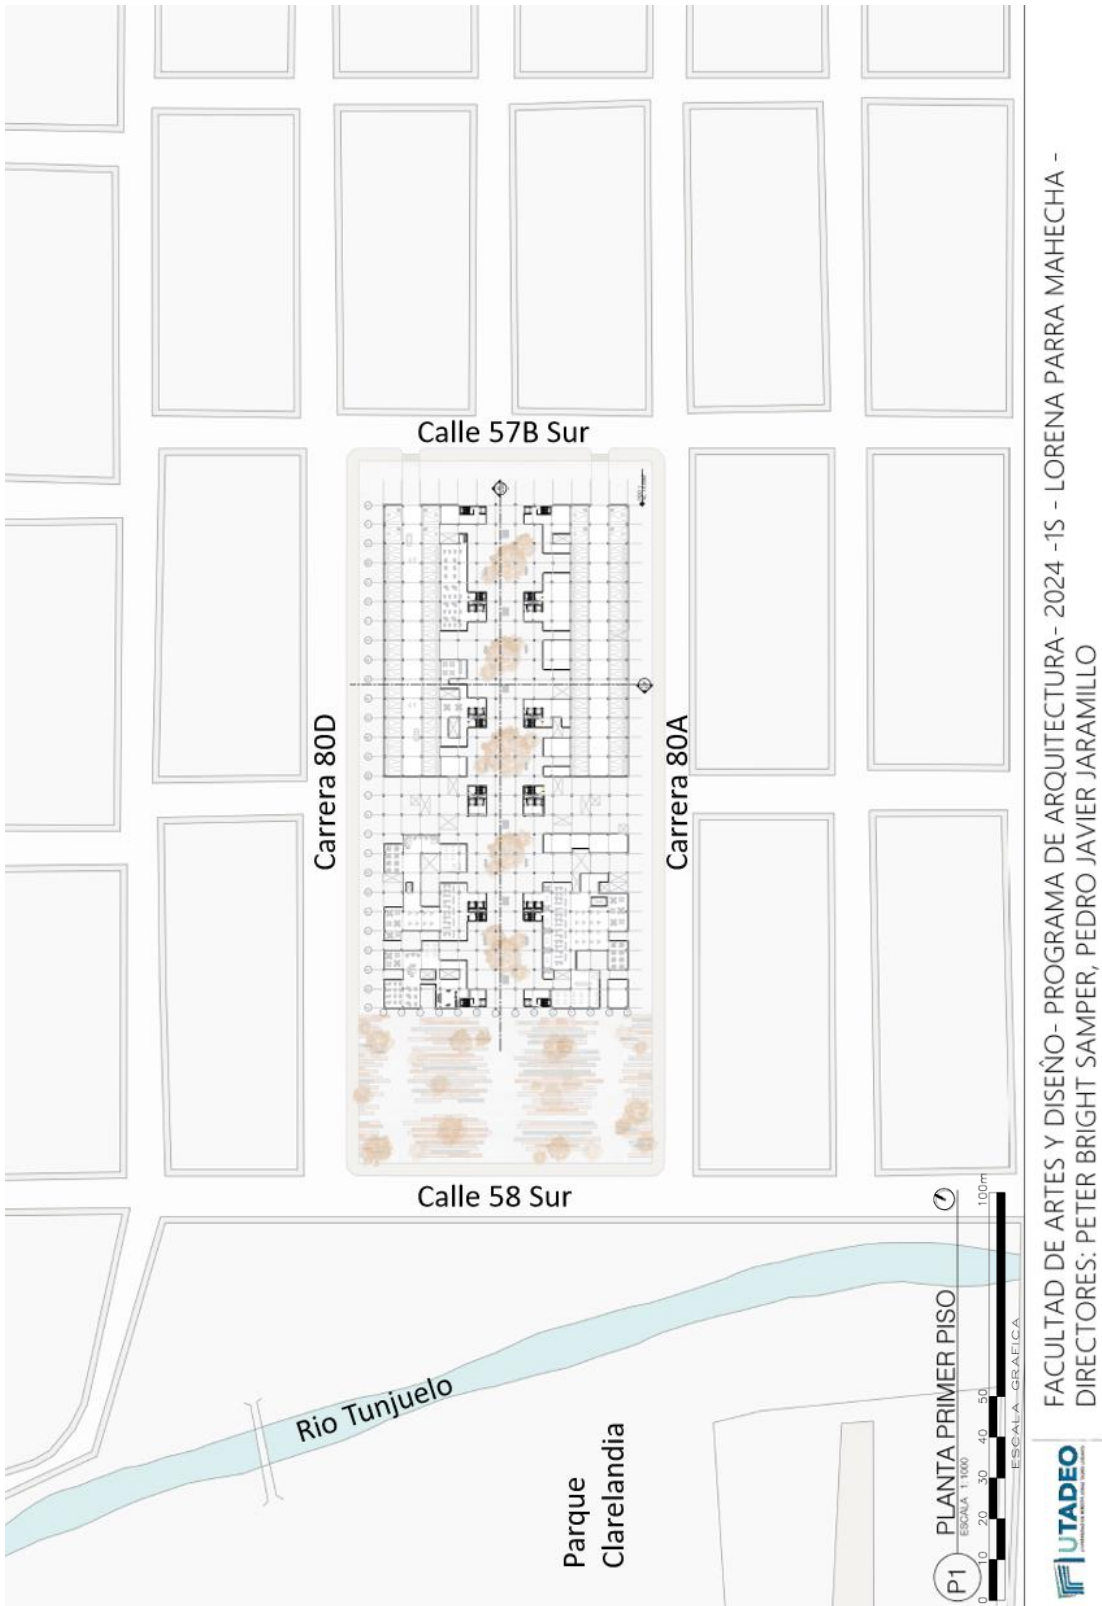 Calle 57B Sur
Carrera 80D
Carrera 80A
Calle 58 Sur
Rio Tunjuelo
Parque
Clarelandia
P1
PLANTA PRIMER PISO
ESCALA 1:1000
0 10 20 30 40 50 100m
ESCALA GRAFICA
UTADEO
FACULTAD DE ARTES Y DISEÑO- PROGRAMA DE ARQUITECTURA- 2024 -1S - LORENA PARRA MAHECHA -
DIRECTORES: PETER BRIGHT SAMPER, PEDRO JAVIER JARAMILLO